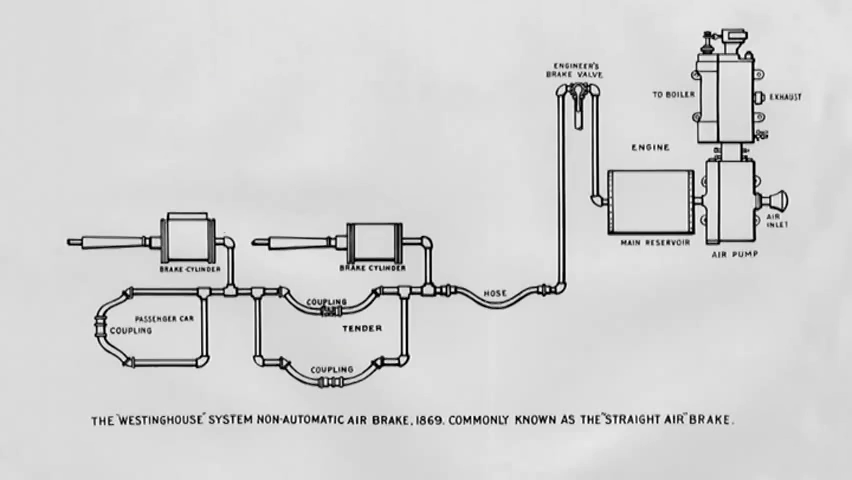 ENGINEER'S
BRAKE VALVE
TO BOILER
EXHAUST
ENGINE
AIR
INLET
MAIN RESERVOIR
AIR PUMP
BRAKE-CYLINDER
BRAKE CYLINDER
HOSE
COUPLING
PASSENGER CAR
COUPLING
TENDER
COUPLING
THE "WESTINGHOUSE" SYSTEM NON-AUTOMATIC AIR BRAKE, 1869. COMMONLY KNOWN AS THE "STRAIGHT AIR" BRAKE.